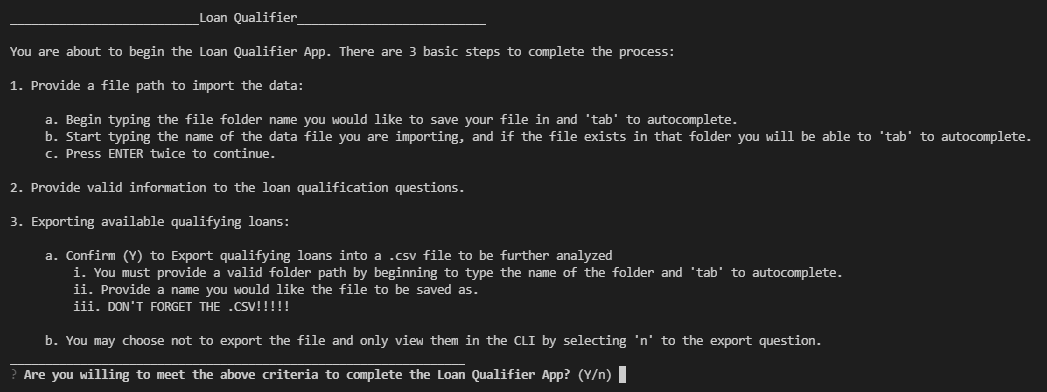 ___________________________Loan Qualifier___________________________
You are about to begin the Loan Qualifier App. There are 3 basic steps to complete the process:
1. Provide a file path to import the data:
a. Begin typing the file folder name you would like to save your file in and 'tab' to autocomplete.
b. Start typing the name of the data file you are importing, and if the file exists in that folder you will be able to 'tab' to autocomplete.
c. Press ENTER twice to continue.
2. Provide valid information to the loan qualification questions.
3. Exporting available qualifying loans:
a. Confirm (Y) to Export qualifying loans into a .csv file to be further analyzed
i. You must provide a valid folder path by beginning to type the name of the folder and 'tab' to autocomplete.
ii. Provide a name you would like the file to be saved as.
iii. DON'T FORGET THE .CSV!!!!!
b. You may choose not to export the file and only view them in the CLI by selecting 'n' to the export question.
_________________________________________________________________
? Are you willing to meet the above criteria to complete the Loan Qualifier App? (Y/n)